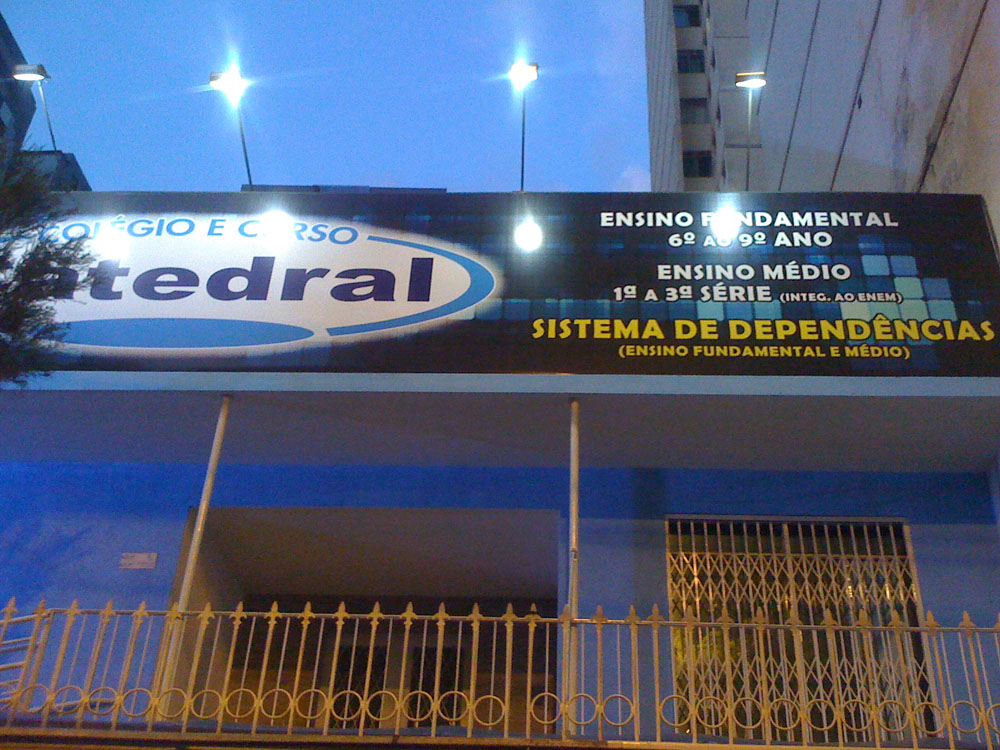 COLÉGIO E CURSO
atedral
ENSINO FUNDAMENTAL
6º AO 9º ANO
ENSINO MÉDIO
1ª A 3ª SÉRIE (INTEG. AO ENEM)
SISTEMA DE DEPENDÊNCIAS
(ENSINO FUNDAMENTAL E MÉDIO)